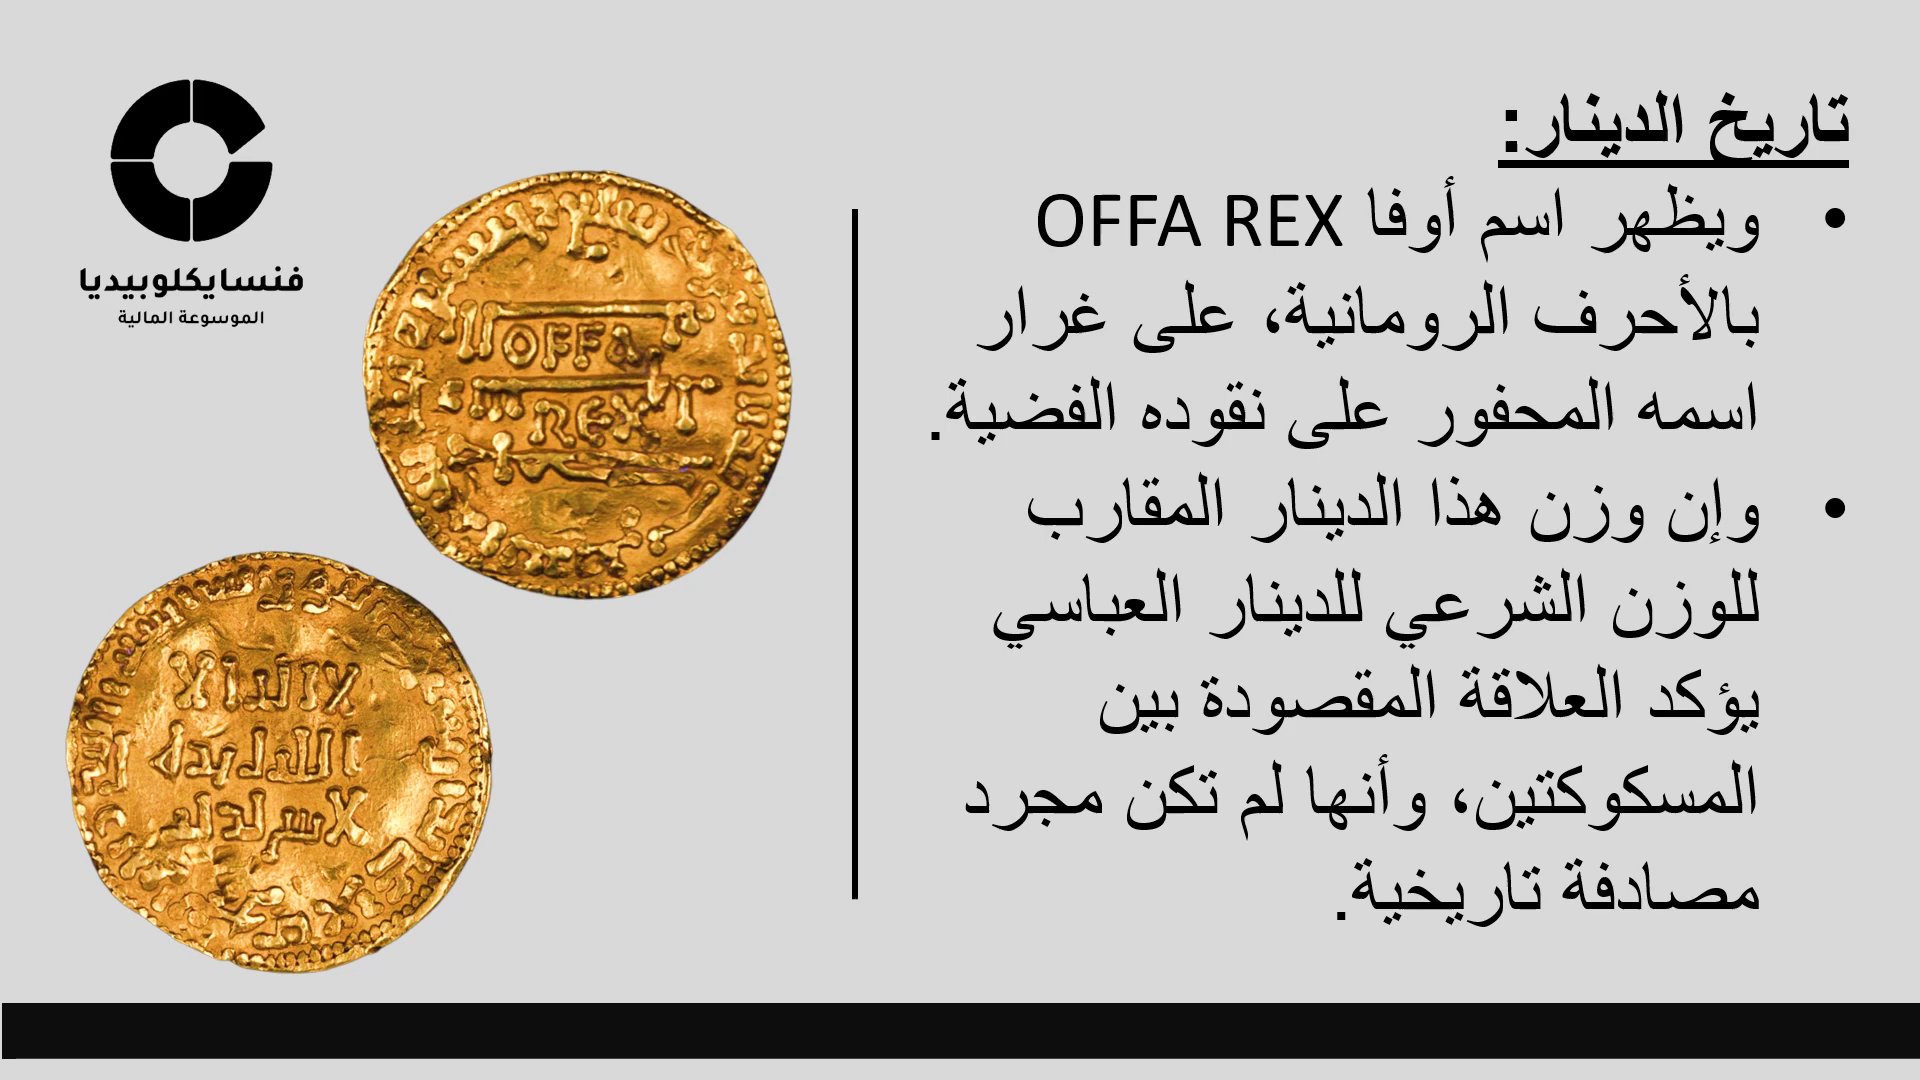 فنسايكلوبيديا
الموسوعة المالية
تاريخ الدينار:
• ويظهر اسم أوفا OFFA REX
بالأحرف الرومانية، على غرار
اسمه المحفور على نقوده الفضية.
• وإن وزن هذا الدينار المقارب
للوزن الشرعي للدينار العباسي
يؤكد العلاقة المقصودة بين
المسكوكتين، وأنها لم تكن مجرد
مصادفة تاريخية.
OFFA
REX